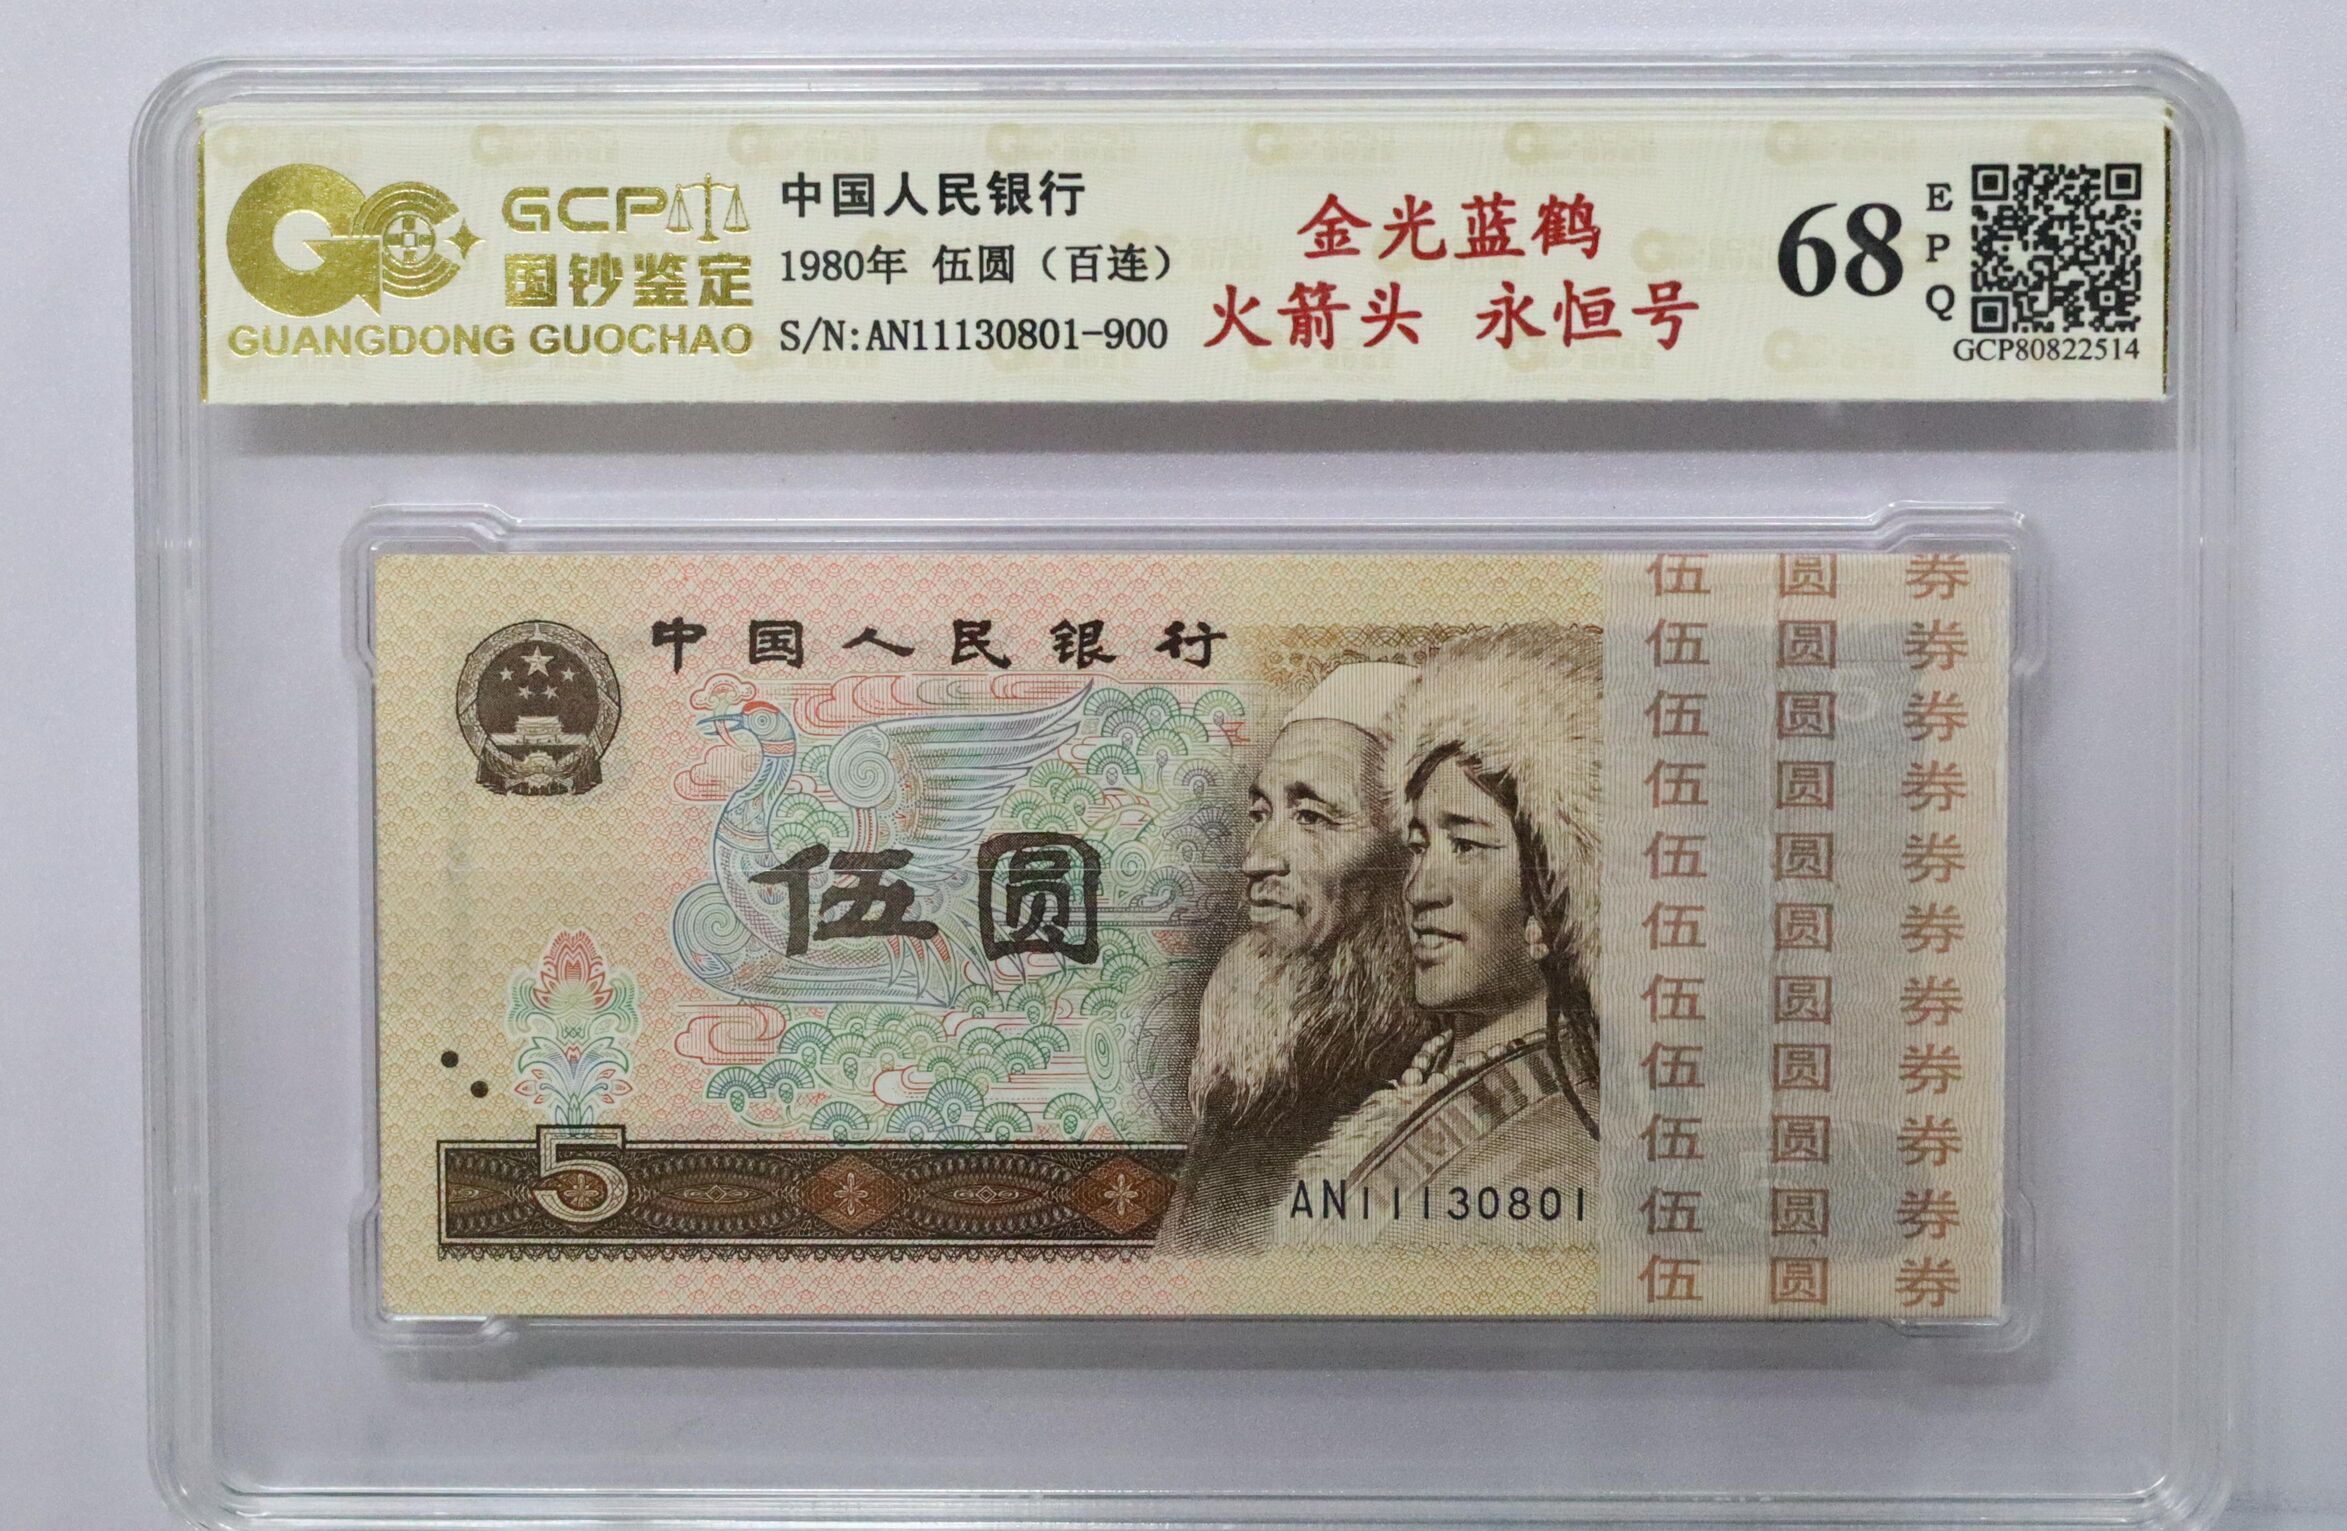 GCP
国钞鉴定
GUANGDONG GUOCHAO
中国人民银行
1980年 伍圆（百连）
S/N:AN11130801-900
金光蓝鹤
火箭头 永恒号
68
EPQ
GCP80822514
中国人民银行
伍圆
5
AN11130801
伍 圆 券
伍 圆 券
伍 圆 券
伍 圆 券
伍 圆 券
伍 圆 券
伍 圆 券
伍 圆 券
伍 圆 券
伍 圆 券
伍 圆 券